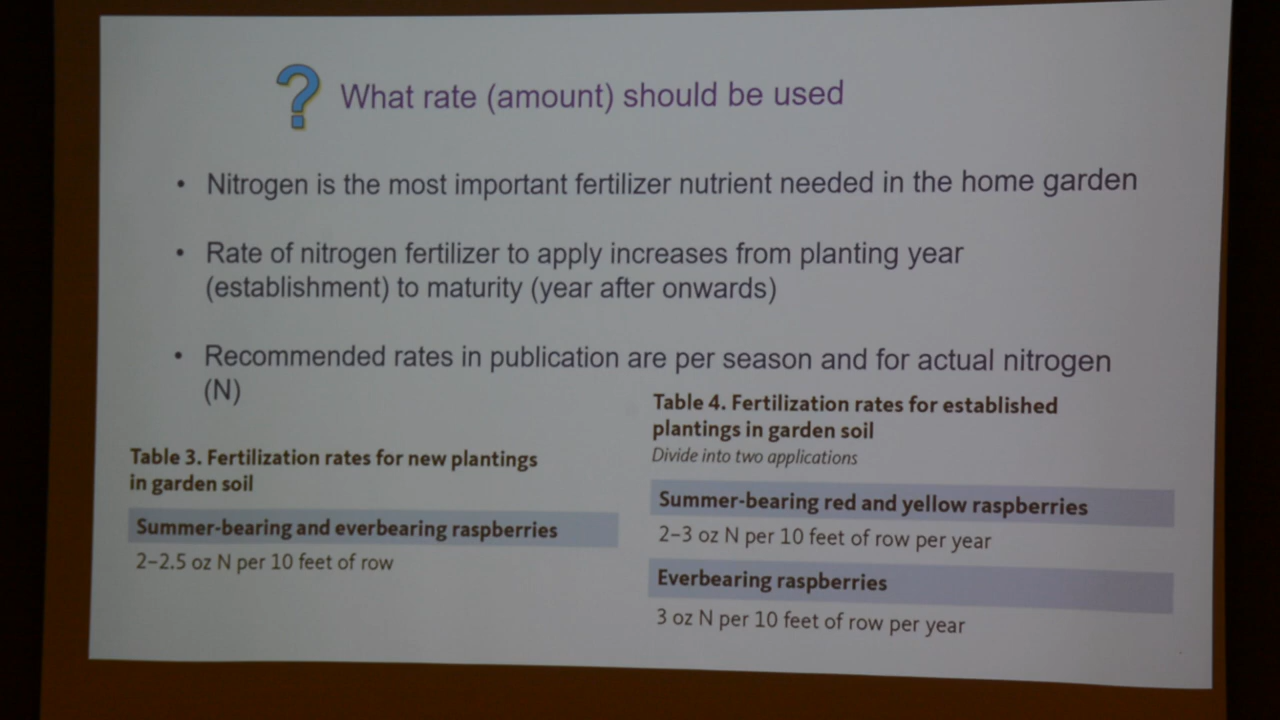 ? What rate (amount) should be used
• Nitrogen is the most important fertilizer nutrient needed in the home garden
• Rate of nitrogen fertilizer to apply increases from planting year
(establishment) to maturity (year after onwards)
• Recommended rates in publication are per season and for actual nitrogen
(N)
Table 3. Fertilization rates for new plantings
in garden soil
Summer-bearing and everbearing raspberries
2–2.5 oz N per 10 feet of row
Table 4. Fertilization rates for established
plantings in garden soil
Divide into two applications
Summer-bearing red and yellow raspberries
2–3 oz N per 10 feet of row per year
Everbearing raspberries
3 oz N per 10 feet of row per year